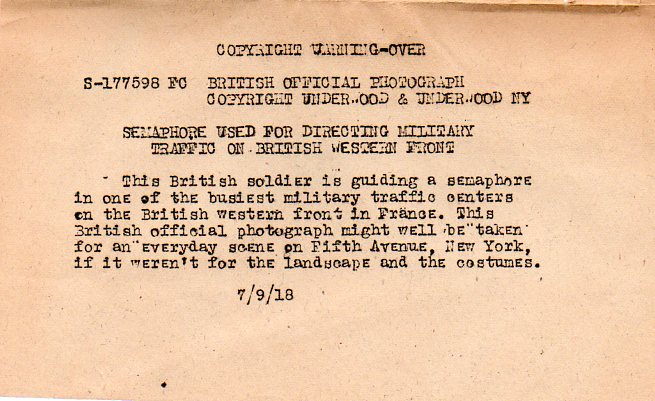 COPYRIGHT WARNING-OVER
S-177598 FC BRITISH OFFICIAL PHOTOGRAPH
COPYRIGHT UNDERWOOD & UNDERWOOD NY
SEMAPHORE USED FOR DIRECTING MILITARY
TRAFFIC ON BRITISH WESTERN FRONT
This British soldier is guiding a semaphore
in one of the busiest military traffic centers
on the British western front in France. This
British official photograph might well be "taken
for an "everyday scene on Fifth Avenue, New York,
if it weren't for the landscape and the costumes.
7/9/18